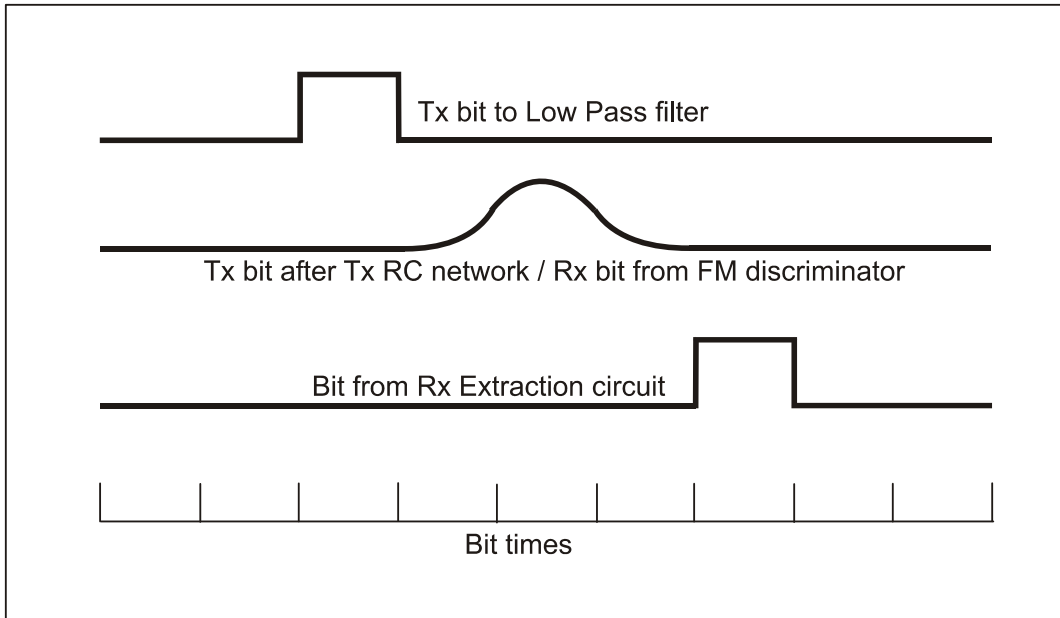 Tx bit to Low Pass filter
Tx bit after Tx RC network / Rx bit from FM discriminator
Bit from Rx Extraction circuit
Bit times